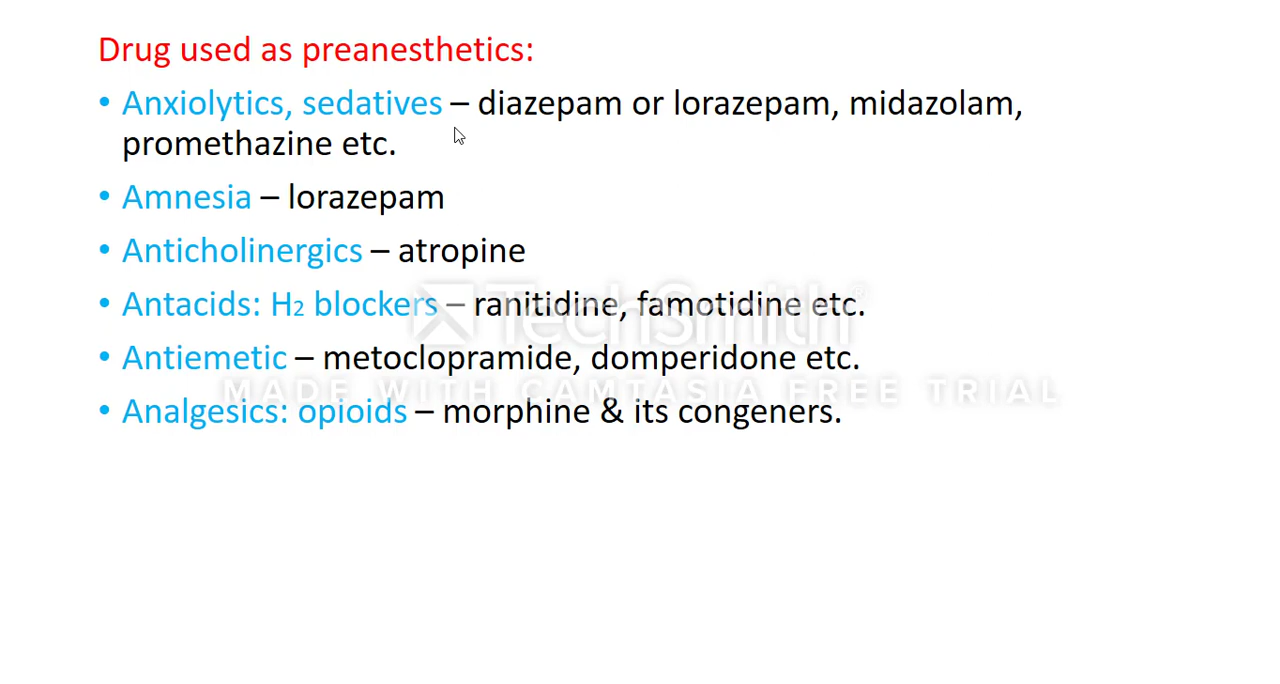 Drug used as preanesthetics:
• Anxiolytics, sedatives – diazepam or lorazepam, midazolam,
promethazine etc.
• Amnesia – lorazepam
• Anticholinergics – atropine
• Antacids: H₂ blockers – ranitidine, famotidine etc.
TechSmith®
• Antiemetic – metoclopramide, domperidone etc.
MADE WITH CAMTASIA FREE TRIAL
• Analgesics: opioids – morphine & its congeners.